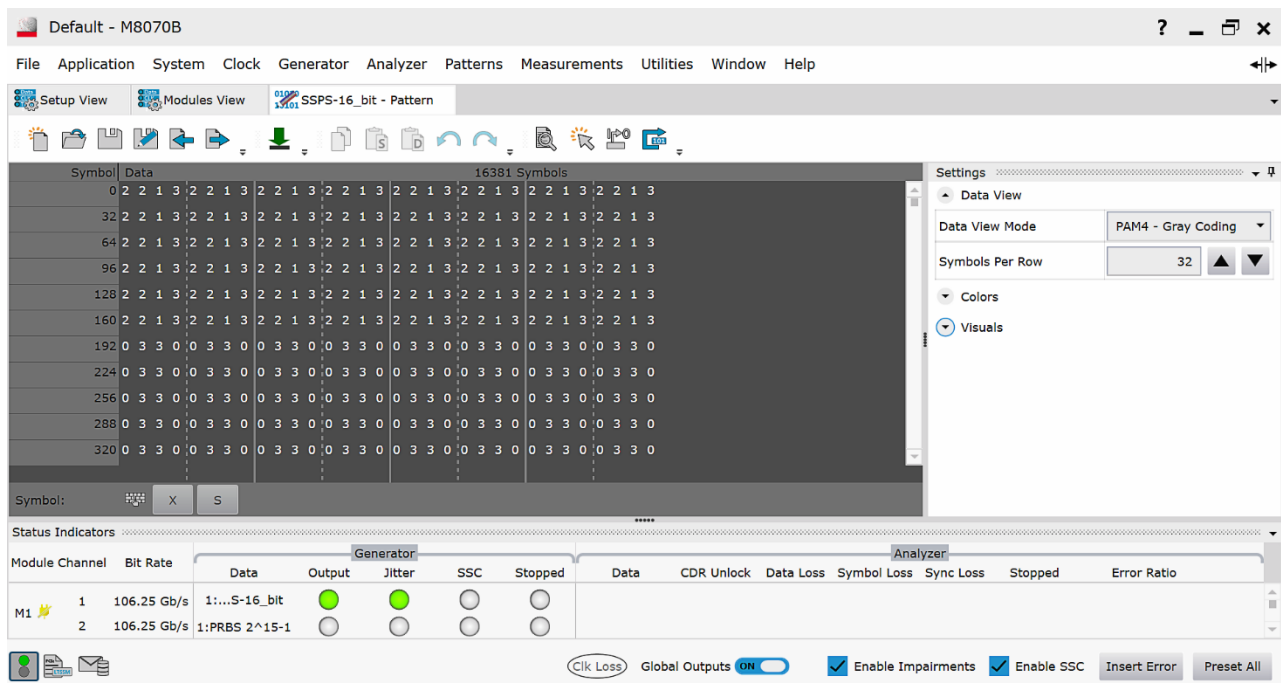 Default - M8070B
?
File Application System Clock Generator Analyzer Patterns Measurements Utilities Window Help
Setup View Modules View SSPS-16_bit - Pattern
Symbol Data 16381 Symbols
0 2 2 1 3 2 2 1 3 2 2 1 3 2 2 1 3 2 2 1 3 2 2 1 3 2 2 1 3 2 2 1 3
32 2 2 1 3 2 2 1 3 2 2 1 3 2 2 1 3 2 2 1 3 2 2 1 3 2 2 1 3 2 2 1 3
64 2 2 1 3 2 2 1 3 2 2 1 3 2 2 1 3 2 2 1 3 2 2 1 3 2 2 1 3 2 2 1 3
96 2 2 1 3 2 2 1 3 2 2 1 3 2 2 1 3 2 2 1 3 2 2 1 3 2 2 1 3 2 2 1 3
128 2 2 1 3 2 2 1 3 2 2 1 3 2 2 1 3 2 2 1 3 2 2 1 3 2 2 1 3 2 2 1 3
160 2 2 1 3 2 2 1 3 2 2 1 3 2 2 1 3 2 2 1 3 2 2 1 3 2 2 1 3 2 2 1 3
192 0 3 3 0 0 3 3 0 0 3 3 0 0 3 3 0 0 3 3 0 0 3 3 0 0 3 3 0 0 3 3 0
224 0 3 3 0 0 3 3 0 0 3 3 0 0 3 3 0 0 3 3 0 0 3 3 0 0 3 3 0 0 3 3 0
256 0 3 3 0 0 3 3 0 0 3 3 0 0 3 3 0 0 3 3 0 0 3 3 0 0 3 3 0 0 3 3 0
288 0 3 3 0 0 3 3 0 0 3 3 0 0 3 3 0 0 3 3 0 0 3 3 0 0 3 3 0 0 3 3 0
320 0 3 3 0 0 3 3 0 0 3 3 0 0 3 3 0 0 3 3 0 0 3 3 0 0 3 3 0 0 3 3 0
Symbol: X S
Settings
Data View
Data View Mode PAM4 - Gray Coding
Symbols Per Row 32
Colors
Visuals
Status Indicators
Generator Analyzer
Module Channel Bit Rate Data Output Jitter SSC Stopped Data CDR Unlock Data Loss Symbol Loss Sync Loss Stopped Error Ratio
M1 1 106.25 Gb/s 1:...S-16_bit
2 106.25 Gb/s 1:PRBS 2^15-1
Clk Loss Global Outputs ON Enable Impairments Enable SSC Insert Error Preset All